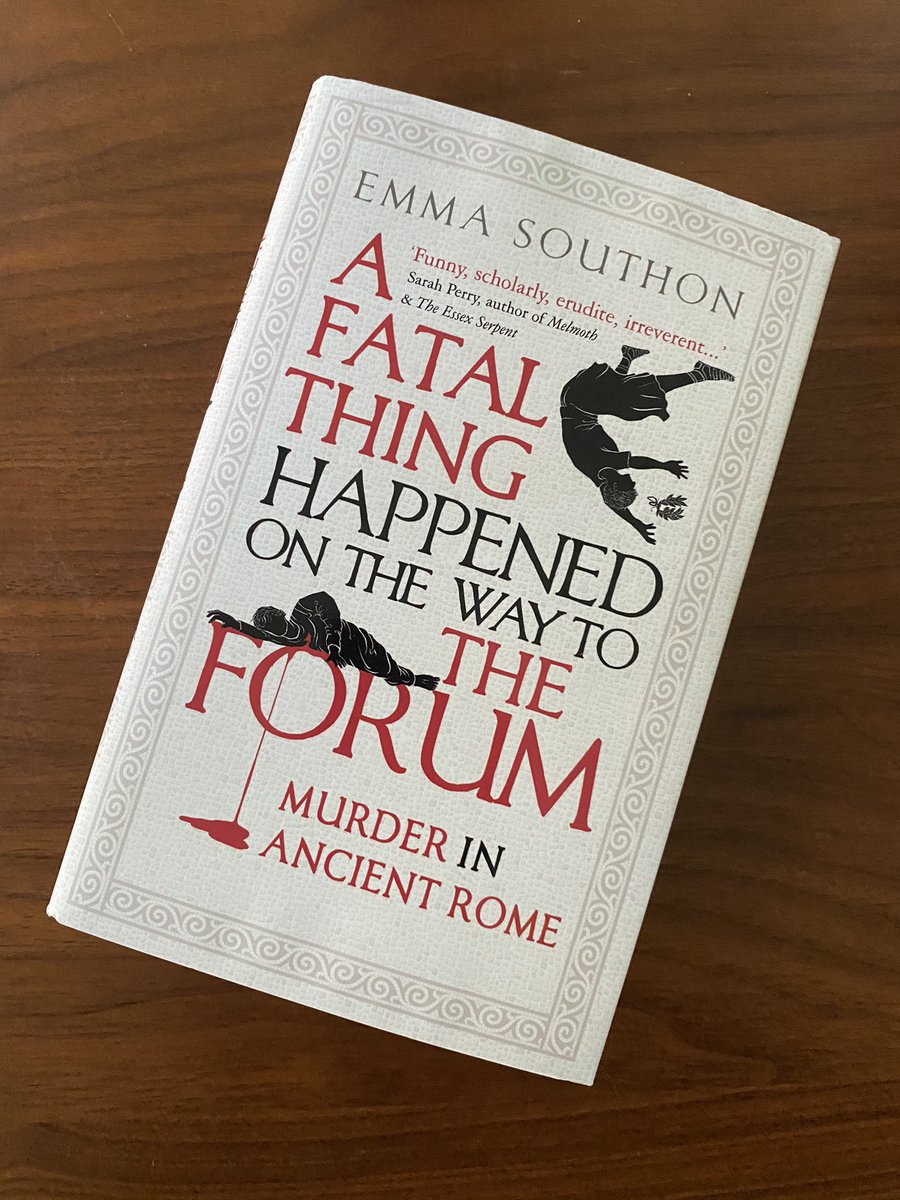 EMMA SOUTHON
‘Funny, scholarly, erudite, irreverent...’
Sarah Perry, author of Melmoth
& The Essex Serpent
A
FATAL
THING
HAPPENED
ON THE WAY TO
THE
FORUM
MURDER IN
ANCIENT ROME